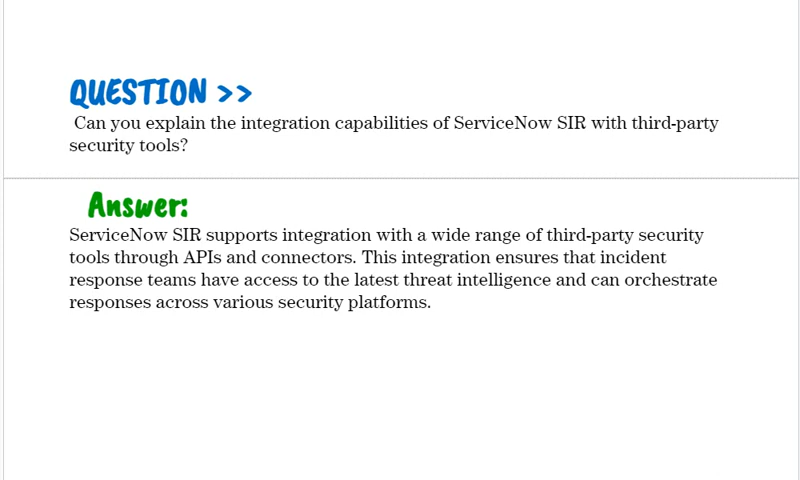 QUESTION >>
Can you explain the integration capabilities of ServiceNow SIR with third-party
security tools?
Answer:
ServiceNow SIR supports integration with a wide range of third-party security
tools through APIs and connectors. This integration ensures that incident
response teams have access to the latest threat intelligence and can orchestrate
responses across various security platforms.